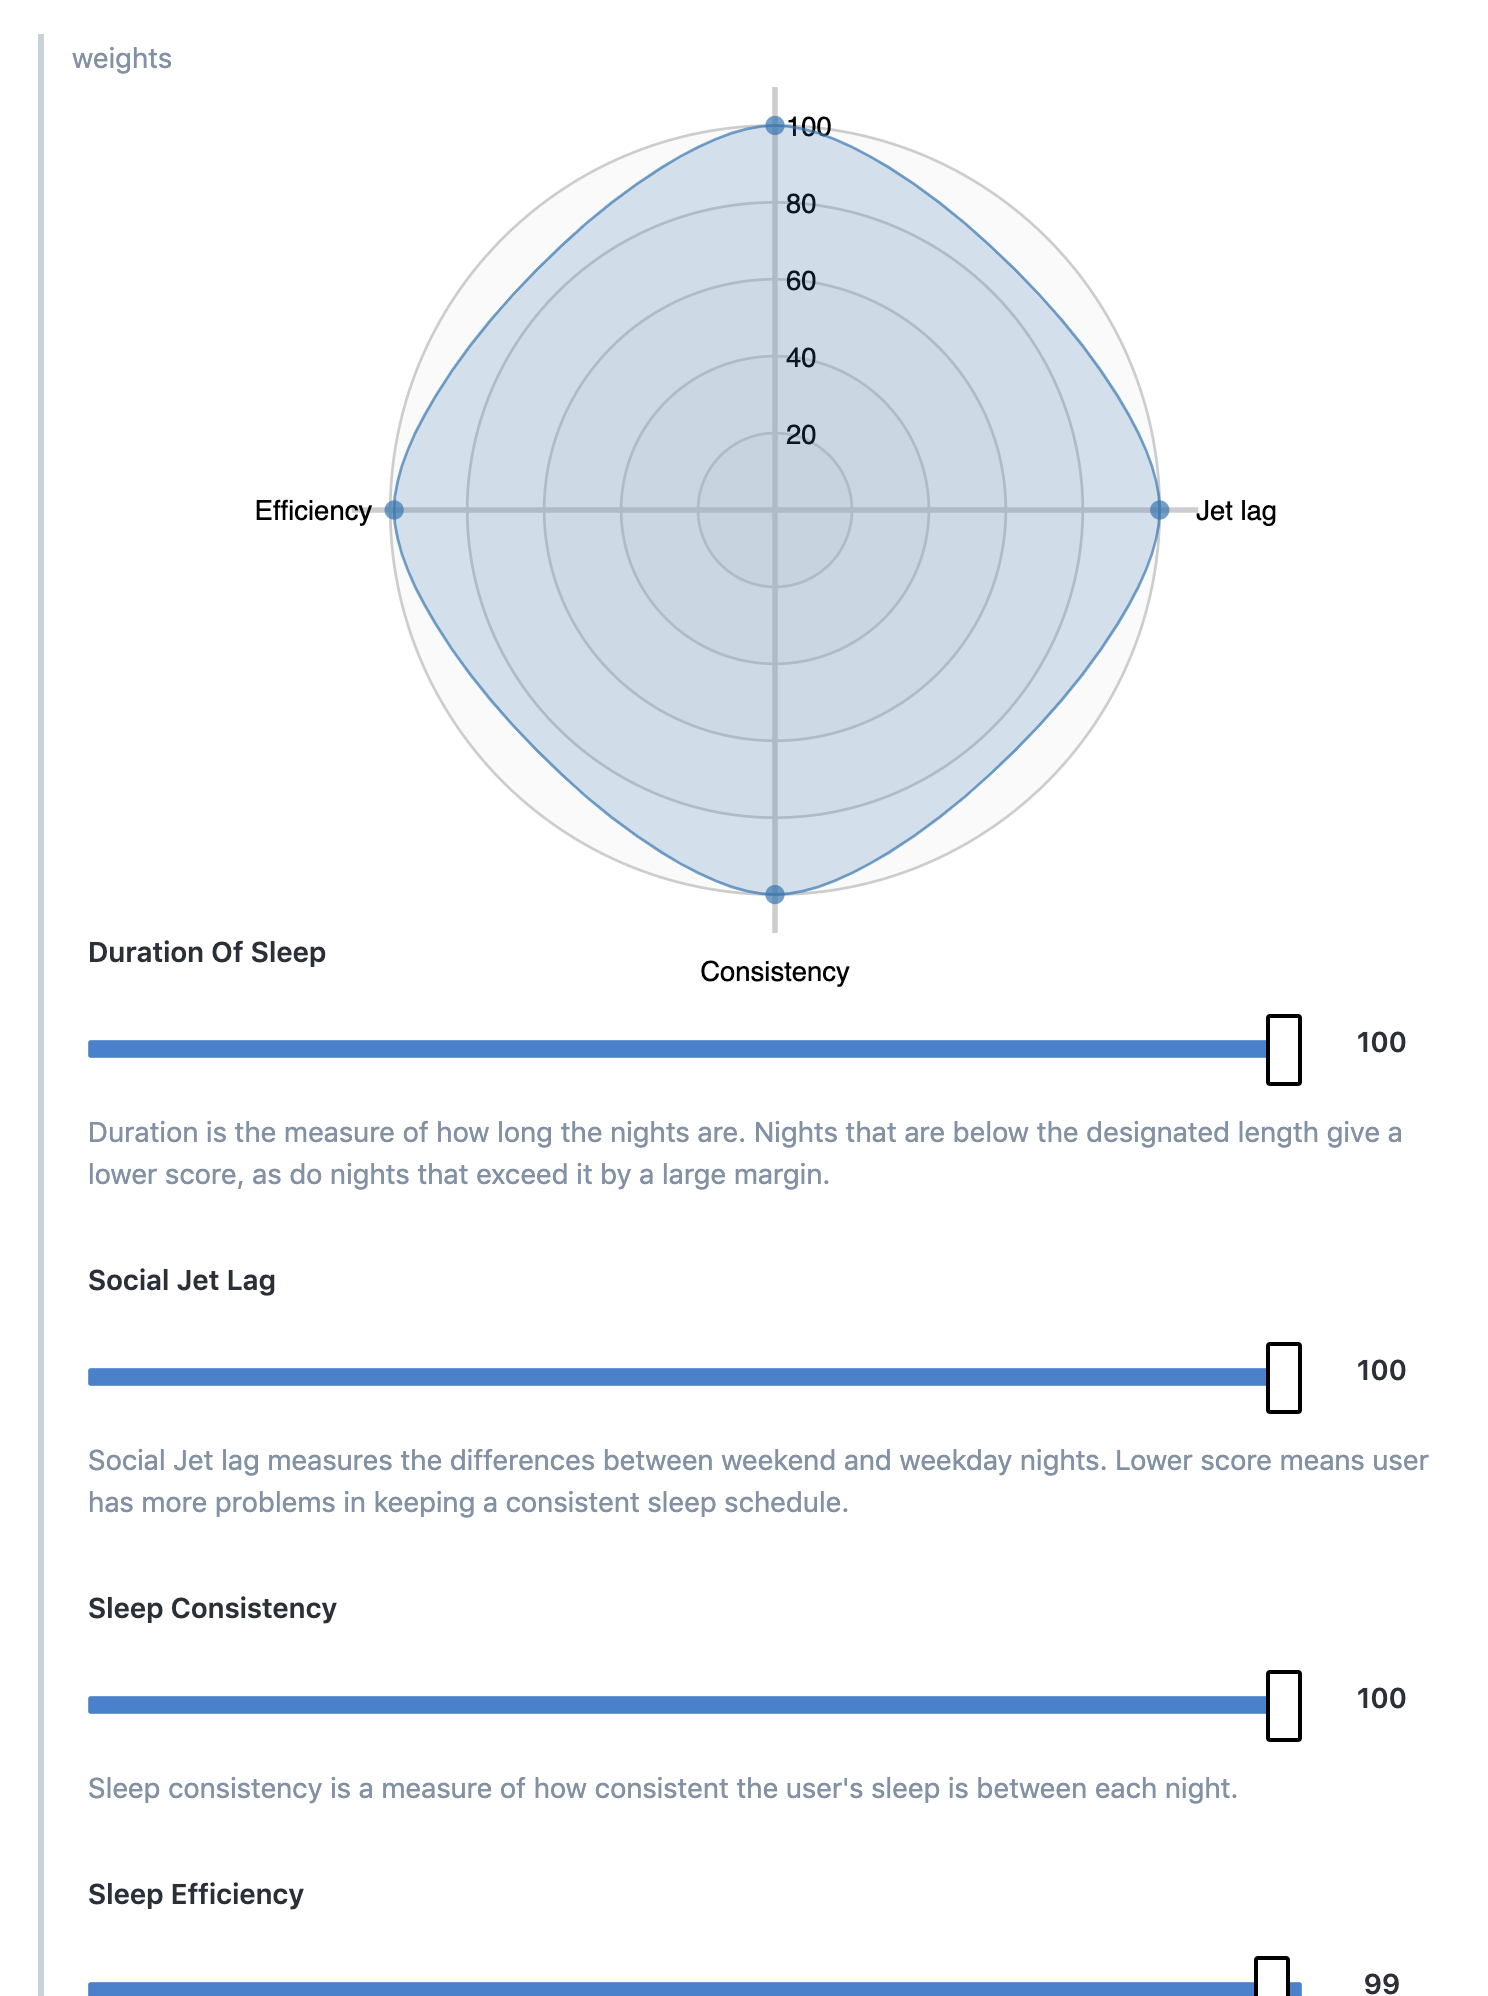 weights
100
80
60
40
20
Efficiency
Jet lag
Duration Of Sleep
Consistency
100
Duration is the measure of how long the nights are. Nights that are below the designated length give a
lower score, as do nights that exceed it by a large margin.
Social Jet Lag
100
Social Jet lag measures the differences between weekend and weekday nights. Lower score means user
has more problems in keeping a consistent sleep schedule.
Sleep Consistency
100
Sleep consistency is a measure of how consistent the user's sleep is between each night.
Sleep Efficiency
99